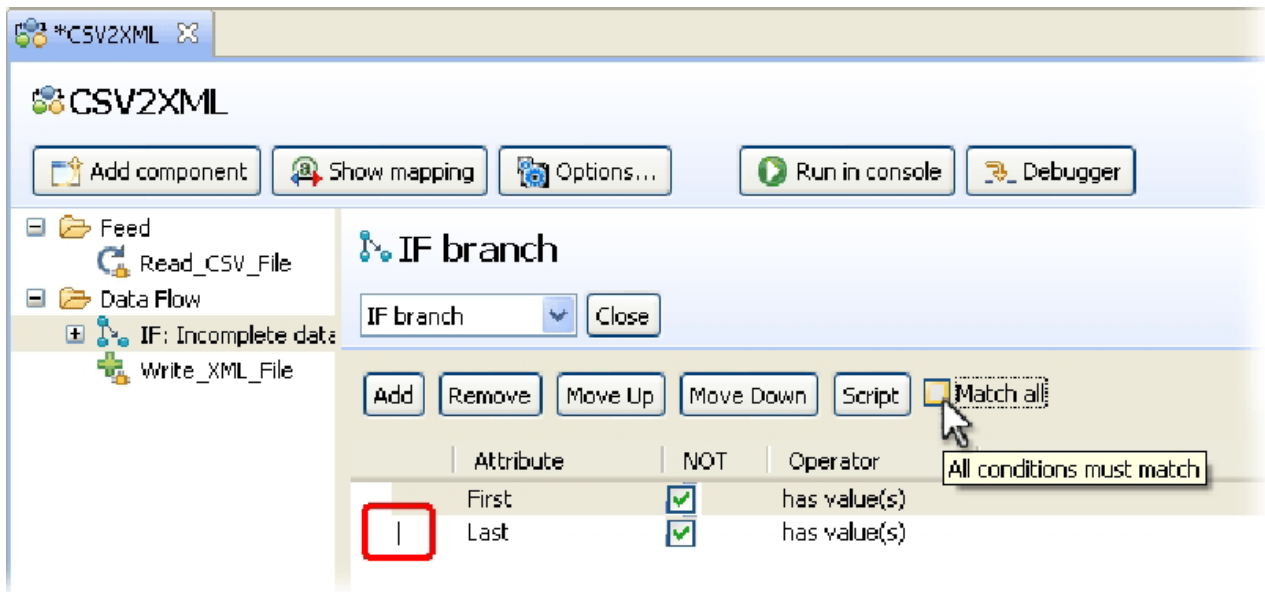 *CSV2XML
CSV2XML
Add component Show mapping Options... Run in console Debugger
Feed
Read_CSV_File
Data Flow
IF: Incomplete data
Write_XML_File
IF branch
IF branch Close
Add Remove Move Up Move Down Script Match all
Attribute NOT Operator
All conditions must match
First has value(s)
| Last has value(s)